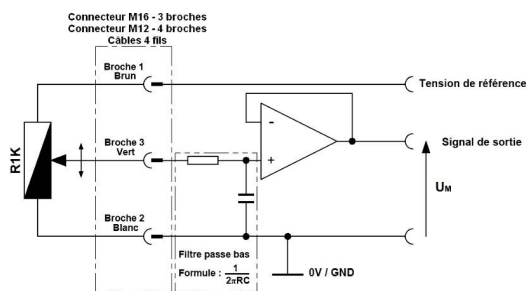 Connecteur M16 - 3 broches
Connecteur M12 - 4 broches
Câbles 4 fils
Broche 1
Brun
Tension de référence
-
Broche 3
Vert
+
Signal de sortie
R1K
UM
Broche 2
Blanc
Filtre passe bas
Formule : 1
2πRC
0V / GND